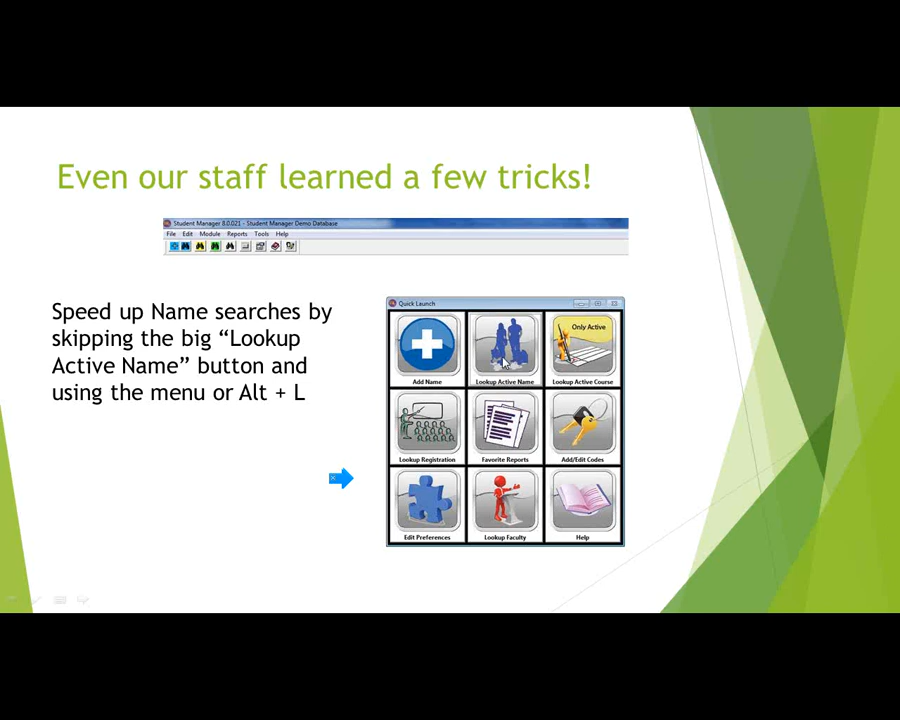 Even our staff learned a few tricks!
Student Manager 8.0.021 - Student Manager Demo Database
File Edit Module Reports Tools Help
Speed up Name searches by
skipping the big “Lookup
Active Name” button and
using the menu or Alt + L
Quick Launch
Only Active
Add Name Lookup Active Name Lookup Active Course
Lookup Registration Favorite Reports Add/Edit Codes
Edit Preferences Lookup Faculty Help